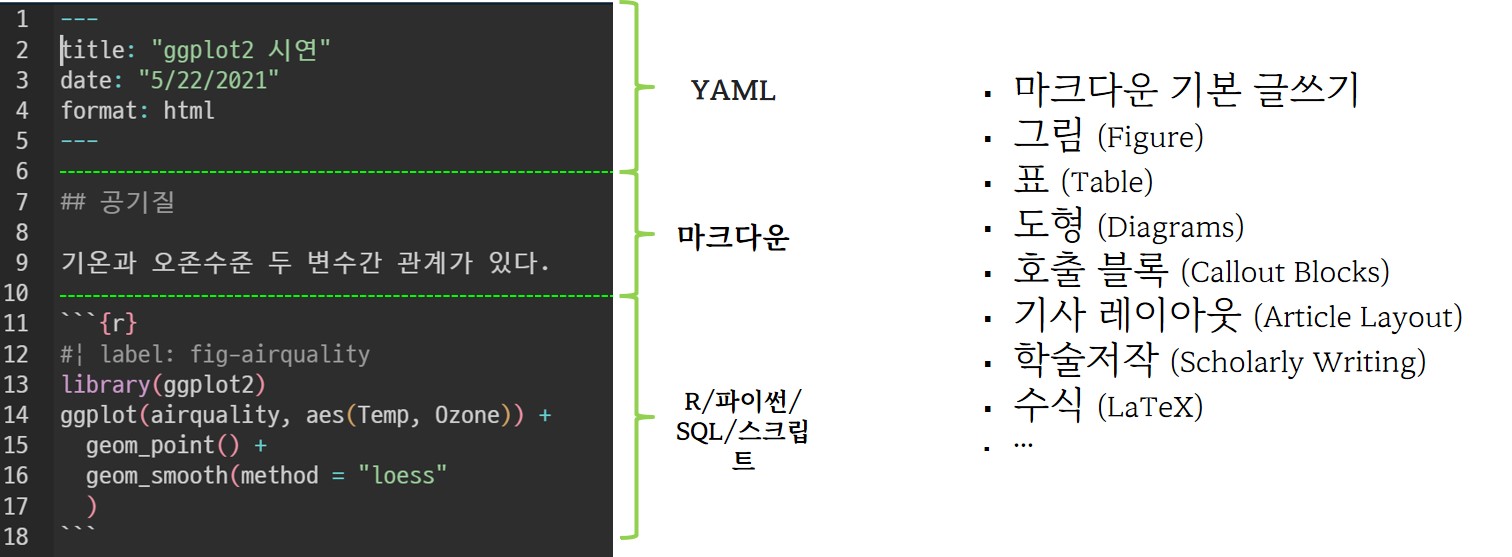 1 ---
2 title: "ggplot2 시연"
3 date: "5/22/2021"
4 format: html
5 ---
6
7 ## 공기질
8
9 기온과 오존수준 두 변수간 관계가 있다.
10
11 ```{r}
12 #¦ label: fig-airquality
13 library(ggplot2)
14 ggplot(airquality, aes(Temp, Ozone)) +
15   geom_point() +
16   geom_smooth(method = "loess"
17   )
18 ```
YAML
마크다운
R/파이썬/
SQL/스크립
트
▪ 마크다운 기본 글쓰기
▪ 그림 (Figure)
▪ 표 (Table)
▪ 도형 (Diagrams)
▪ 호출 블록 (Callout Blocks)
▪ 기사 레이아웃 (Article Layout)
▪ 학술저작 (Scholarly Writing)
▪ 수식 (LaTeX)
▪ ...